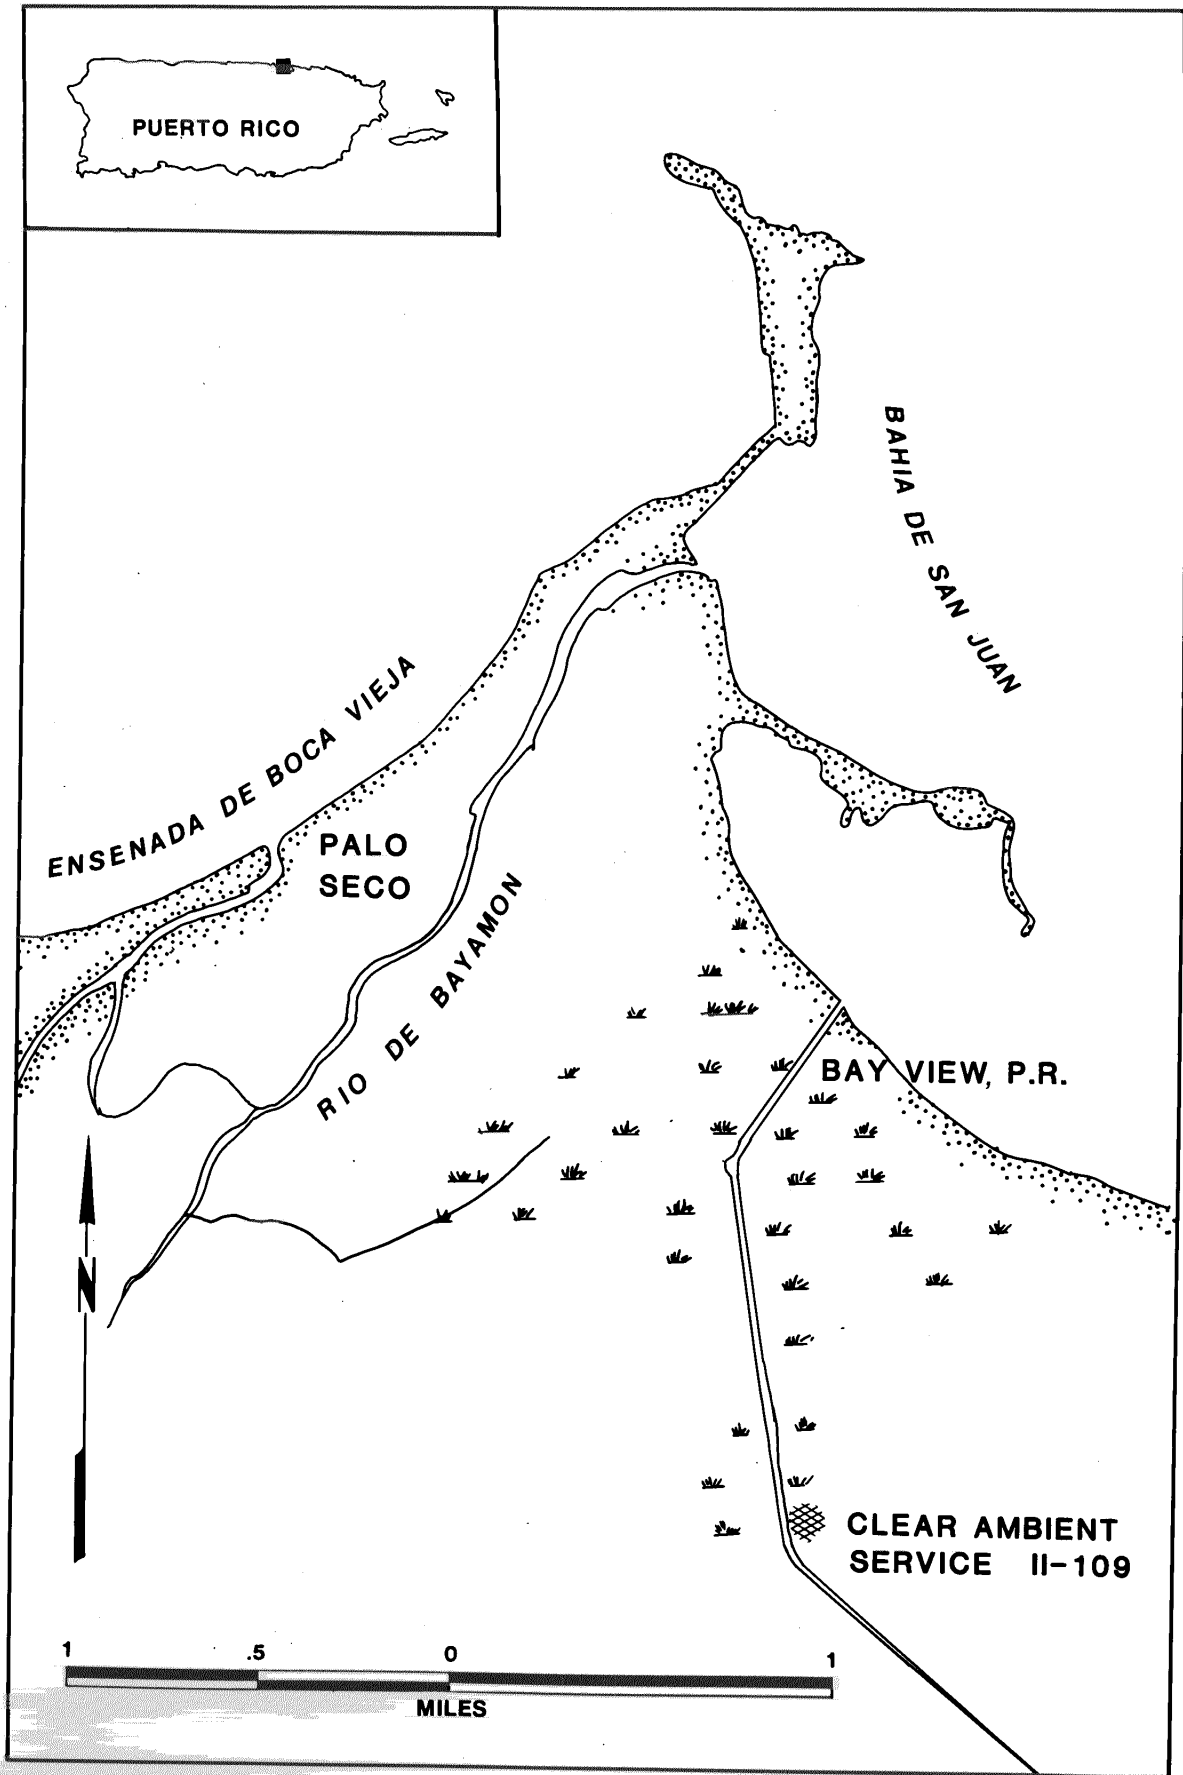 PUERTO RICO
BAHIA DE SAN JUAN
ENSENADA DE BOCA VIEJA
PALO
SECO
RIO DE BAYAMON
BAY VIEW, P.R.
N
CLEAR AMBIENT
SERVICE II-109
1 .5 0 1
MILES